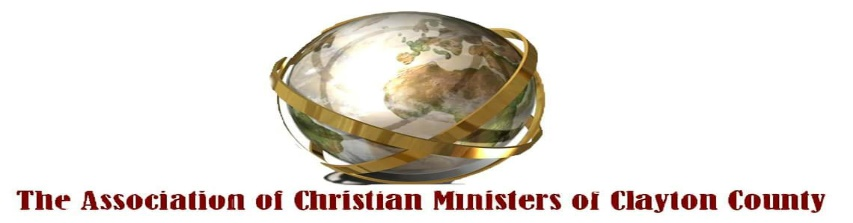 The Association of Christian Ministers of Clayton County